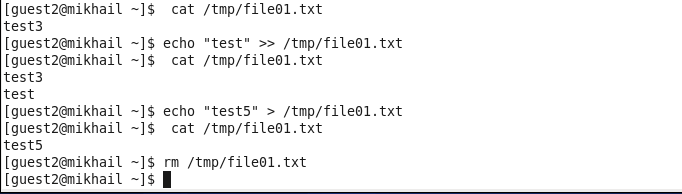 [guest2@mikhail ~]$  cat /tmp/file01.txt
test3
[guest2@mikhail ~]$ echo "test" >> /tmp/file01.txt
[guest2@mikhail ~]$  cat /tmp/file01.txt
test3
test
[guest2@mikhail ~]$ echo "test5" > /tmp/file01.txt
[guest2@mikhail ~]$  cat /tmp/file01.txt
test5
[guest2@mikhail ~]$ rm /tmp/file01.txt
[guest2@mikhail ~]$